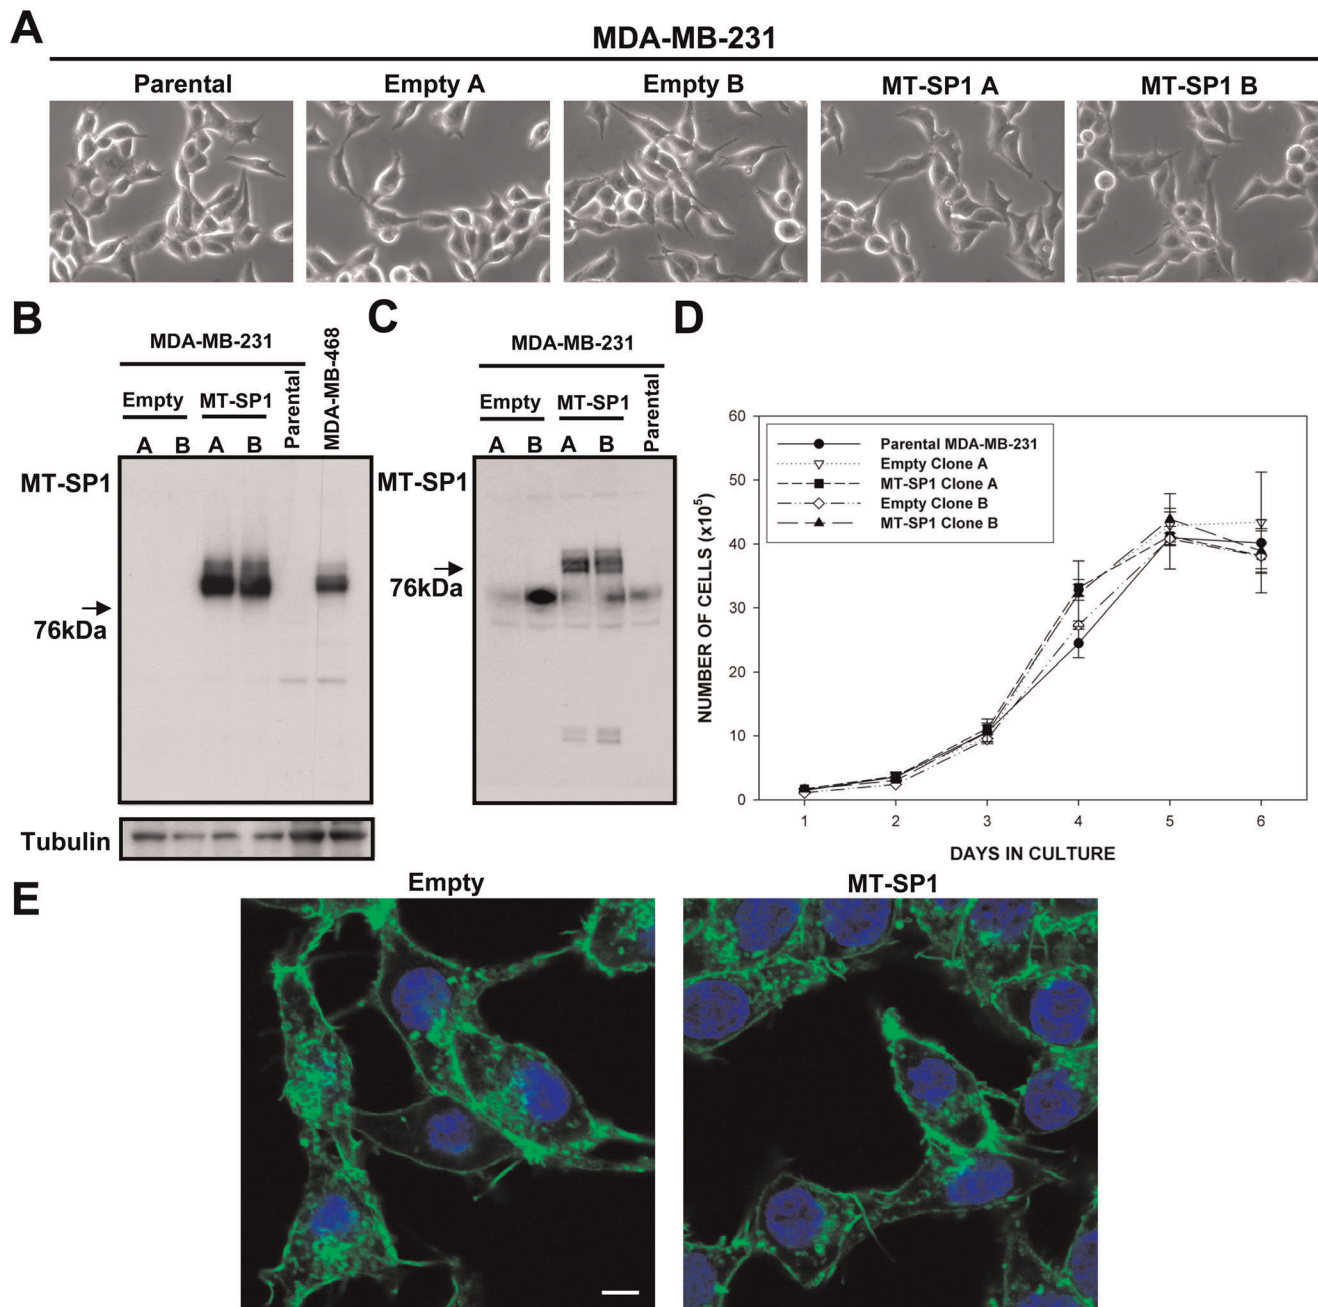 A
MDA-MB-231
Parental
Empty A
Empty B
MT-SP1 A
MT-SP1 B
B
MDA-MB-231
MDA-MB-468
Empty
MT-SP1
Parental
A
B
A
B
MT-SP1
76kDa
Tubulin
C
MDA-MB-231
Empty
MT-SP1
Parental
A
B
A
B
MT-SP1
76kDa
D
NUMBER OF CELLS (x10⁵)
60
50
40
30
20
10
0
Parental MDA-MB-231
Empty Clone A
MT-SP1 Clone A
Empty Clone B
MT-SP1 Clone B
1
2
3
4
5
6
DAYS IN CULTURE
E
Empty
MT-SP1